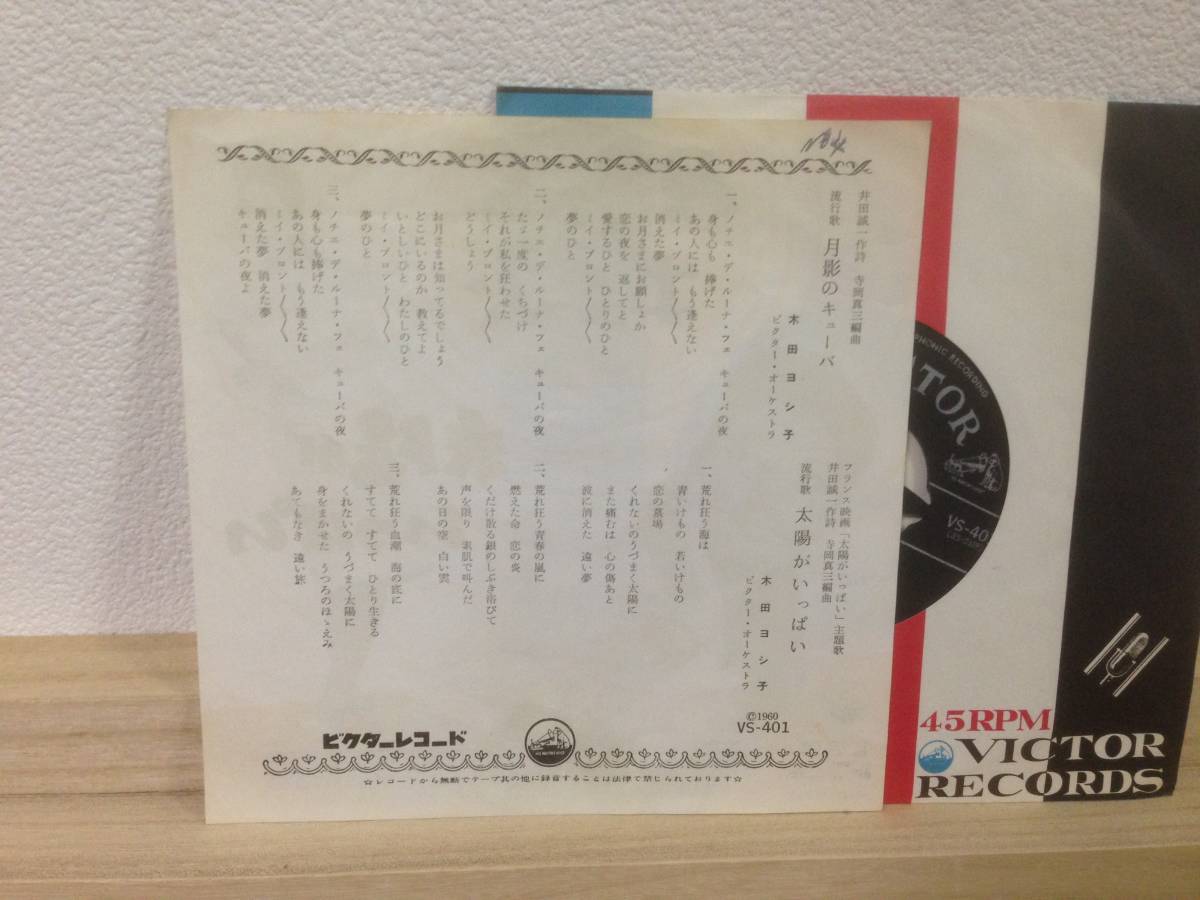 井田誠一作詩 寺岡真三編曲
流行歌 月影のキューバ
木田ヨシ子
ビクター・オーケストラ
一、ノチエ・デ・ルーナ・フェ キューバの夜
身も心も 捧げた
あの人には もう逢えない
ミイ・プロント〱〱
消えた夢
お月さまにお願しょか
恋の夜を 返してと
愛するひと ひとりのひと
ミイ・プロント〱〱
夢のひと
二、ノチエ・デ・ルーナ・フェ キューバの夜
たゞ一度の くちづけ
それが私を狂わせた
ミイ・プロント〱〱
どうしょう
お月さまは知ってるでしょう
どこにいるのか 教えてよ
いとしいひと わたしのひと
ミイ・プロント〱〱
夢のひと
三、ノチエ・デ・ルーナ・フェ キューバの夜
身も心も捧げた
あの人には もう逢えない
ミイ・プロント〱〱
消えた夢 消えた夢
キューバの夜よ
フランス映画「太陽がいっぱい」主題歌
井田誠一作詩 寺岡真三編曲
流行歌 太陽がいっぱい
木田ヨシ子
ビクター・オーケストラ
一、荒れ狂う海は
青いけもの 若いけもの
恋の墓場
くれないのうづまく太陽に
また痛むは 心の傷あと
波に消えた 遠い夢
二、荒れ狂う青春の嵐に
燃えた命 恋の炎
くだけ散る銀のしぶき浴びて
声を限り 素肌で叫んだ
あの日の空 白い雲
三、荒れ狂う血潮 海の底に
すてて すてて ひとり生きる
くれないの うづまく太陽に
身をまかせた うつろのほゝえみ
あてもなき 遠い旅
©1960
VS-401
ビクターレコード
☆レコードから無断でテープ其の他に録音することは法律で禁じられております☆
PHONIC RECORDING
TOR
VS-40
45RPM
VICTOR
RECORDS